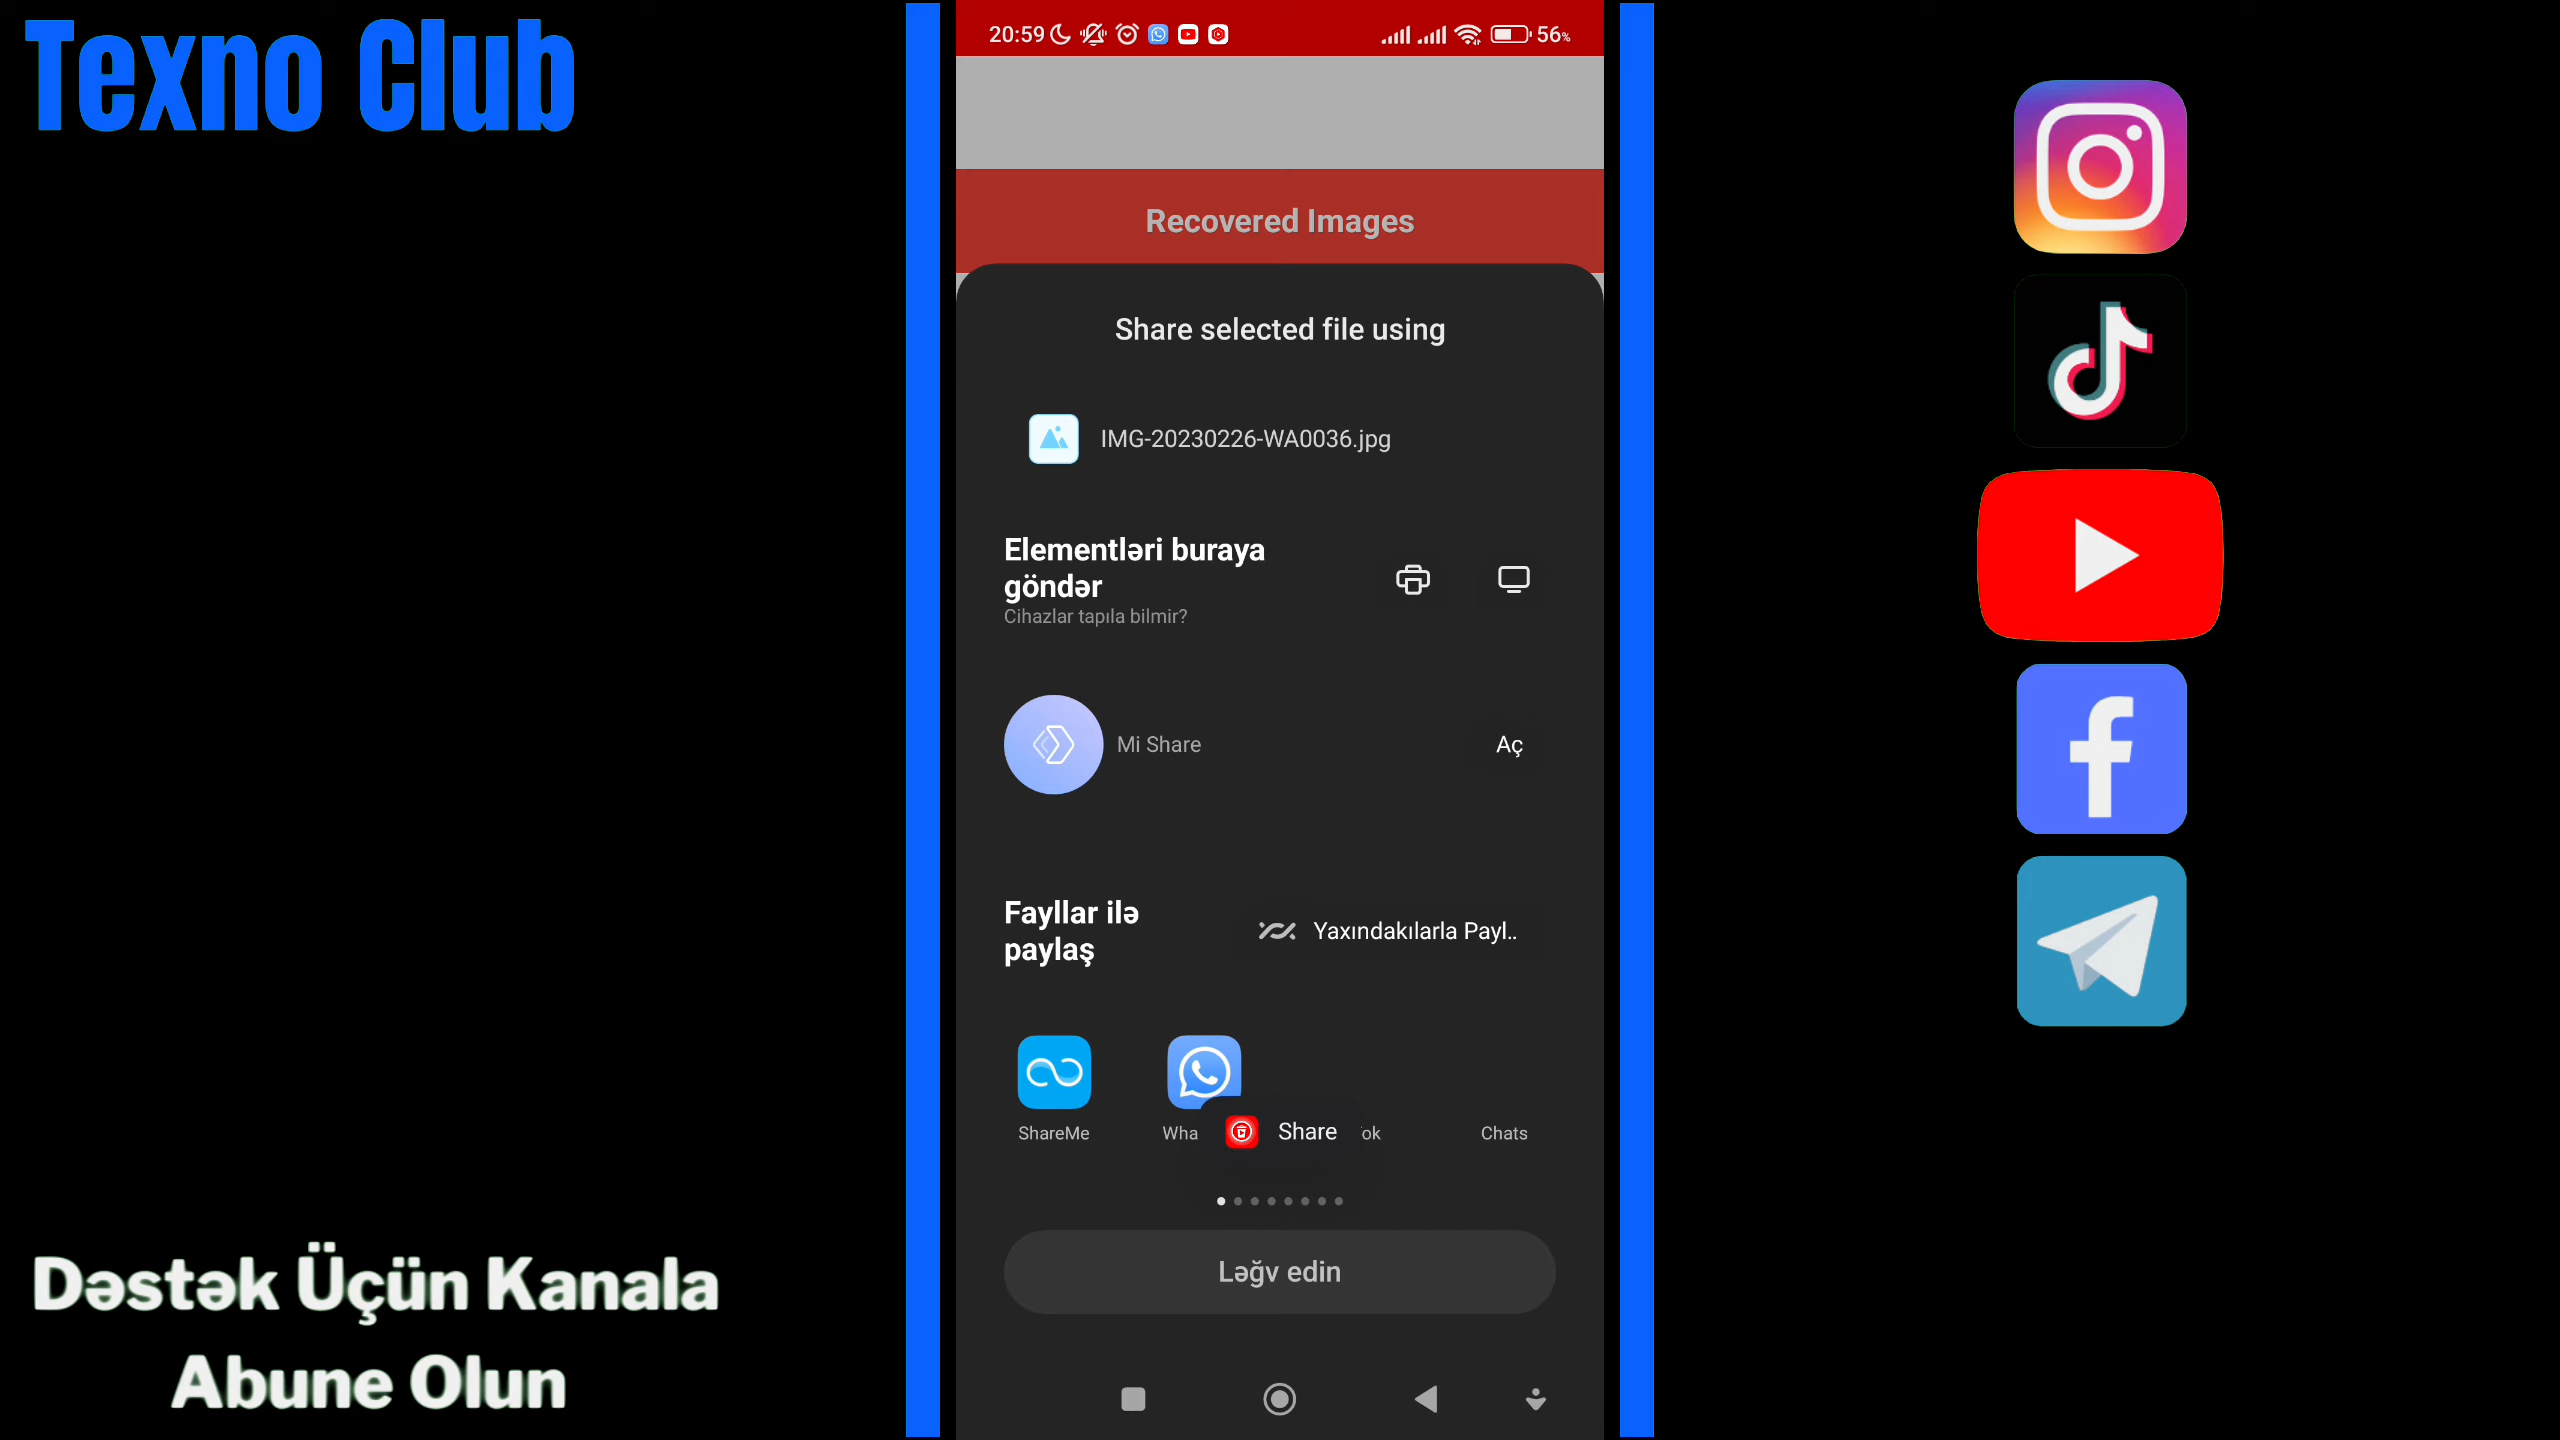 Texno Club
20:59
56%
Recovered Images
Share selected file using
IMG-20230226-WA0036.jpg
Elementləri buraya
göndər
Cihazlar tapıla bilmir?
Mi Share
Aç
Fayllar ilə
paylaş
Yaxındakılarla Payl..
ShareMe
Wha
Share
ok
Chats
Ləğv edin
Dəstək Üçün Kanala
Abune Olun